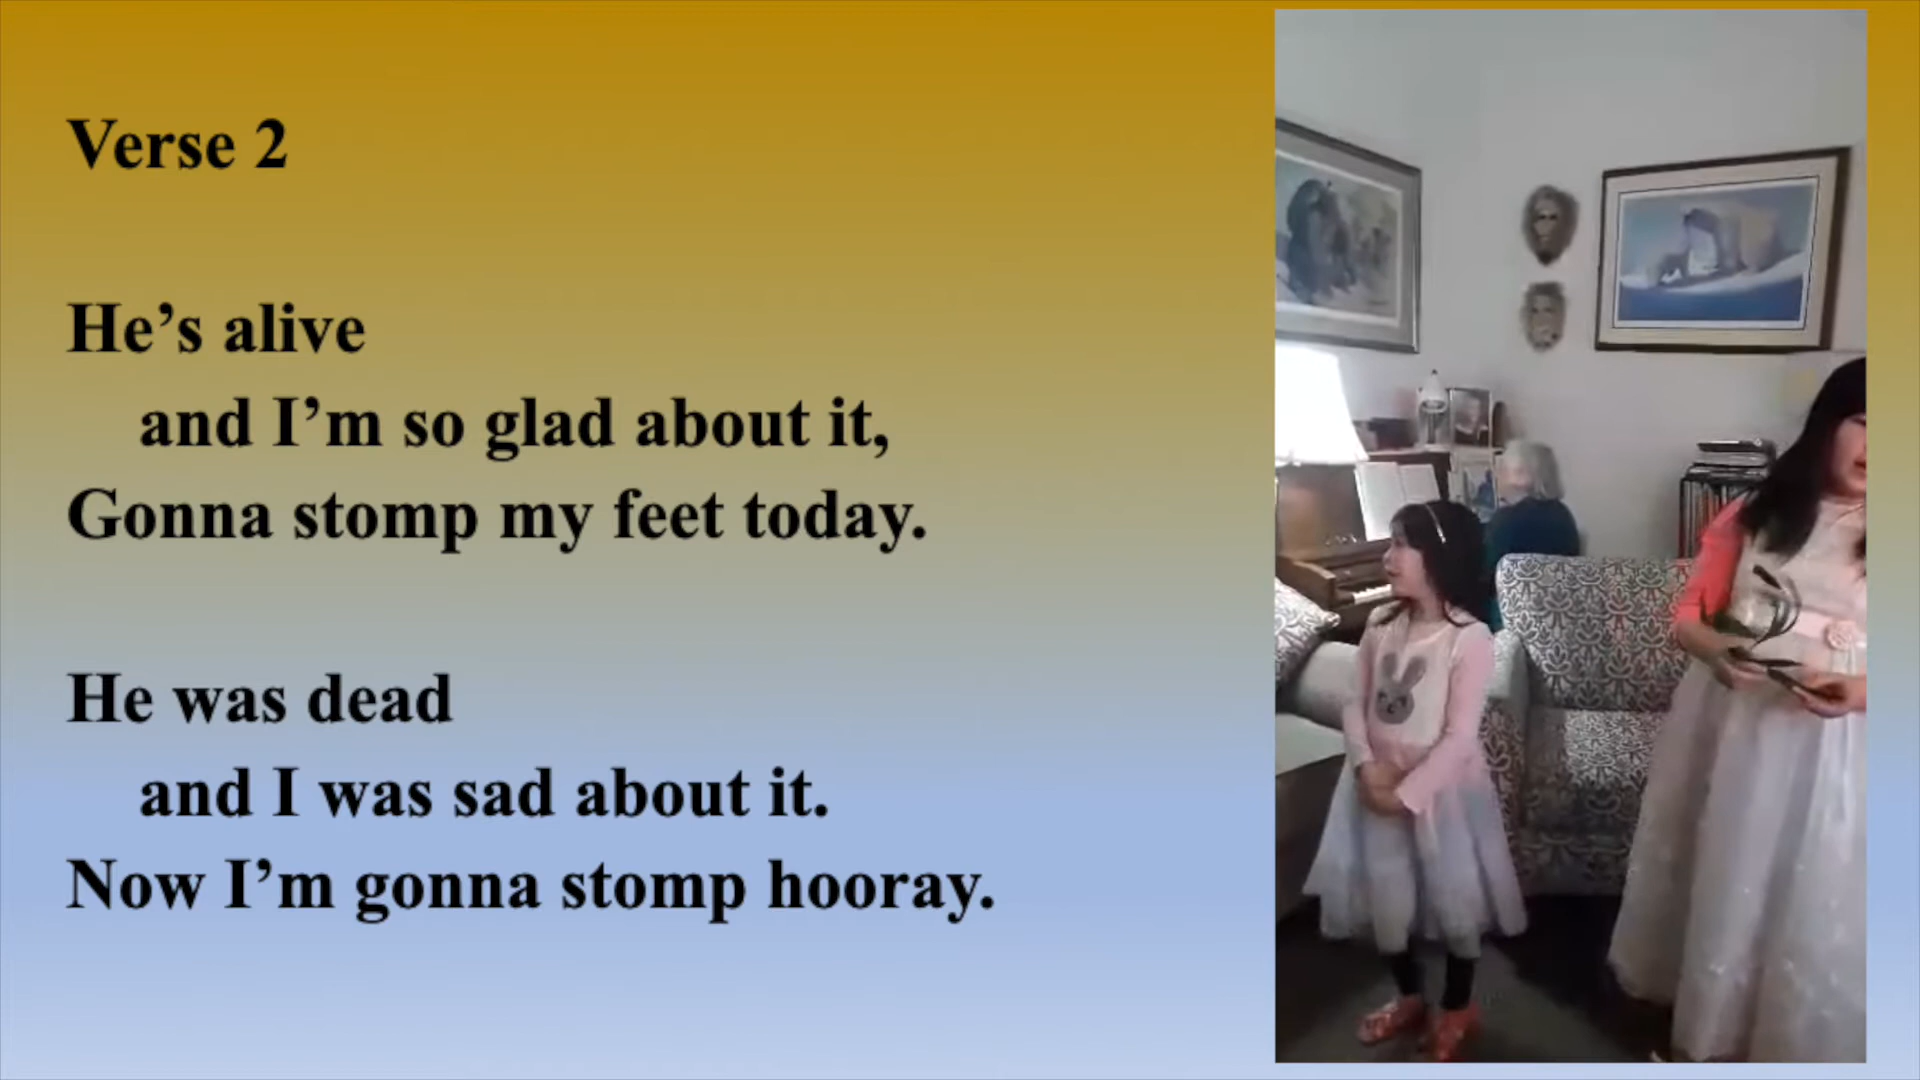 Verse 2
He’s alive
and I’m so glad about it,
Gonna stomp my feet today.
He was dead
and I was sad about it.
Now I’m gonna stomp hooray.